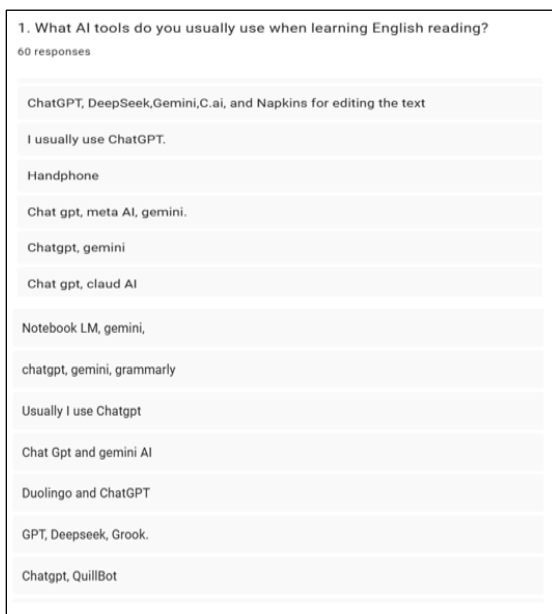 1. What AI tools do you usually use when learning English reading?
60 responses
ChatGPT, DeepSeek,Gemini,C.ai, and Napkins for editing the text
I usually use ChatGPT.
Handphone
Chat gpt, meta AI, gemini.
Chatgpt, gemini
Chat gpt, claud AI
Notebook LM, gemini,
chatgpt, gemini, grammarly
Usually I use Chatgpt
Chat Gpt and gemini AI
Duolingo and ChatGPT
GPT, Deepseek, Grook.
Chatgpt, QuillBot